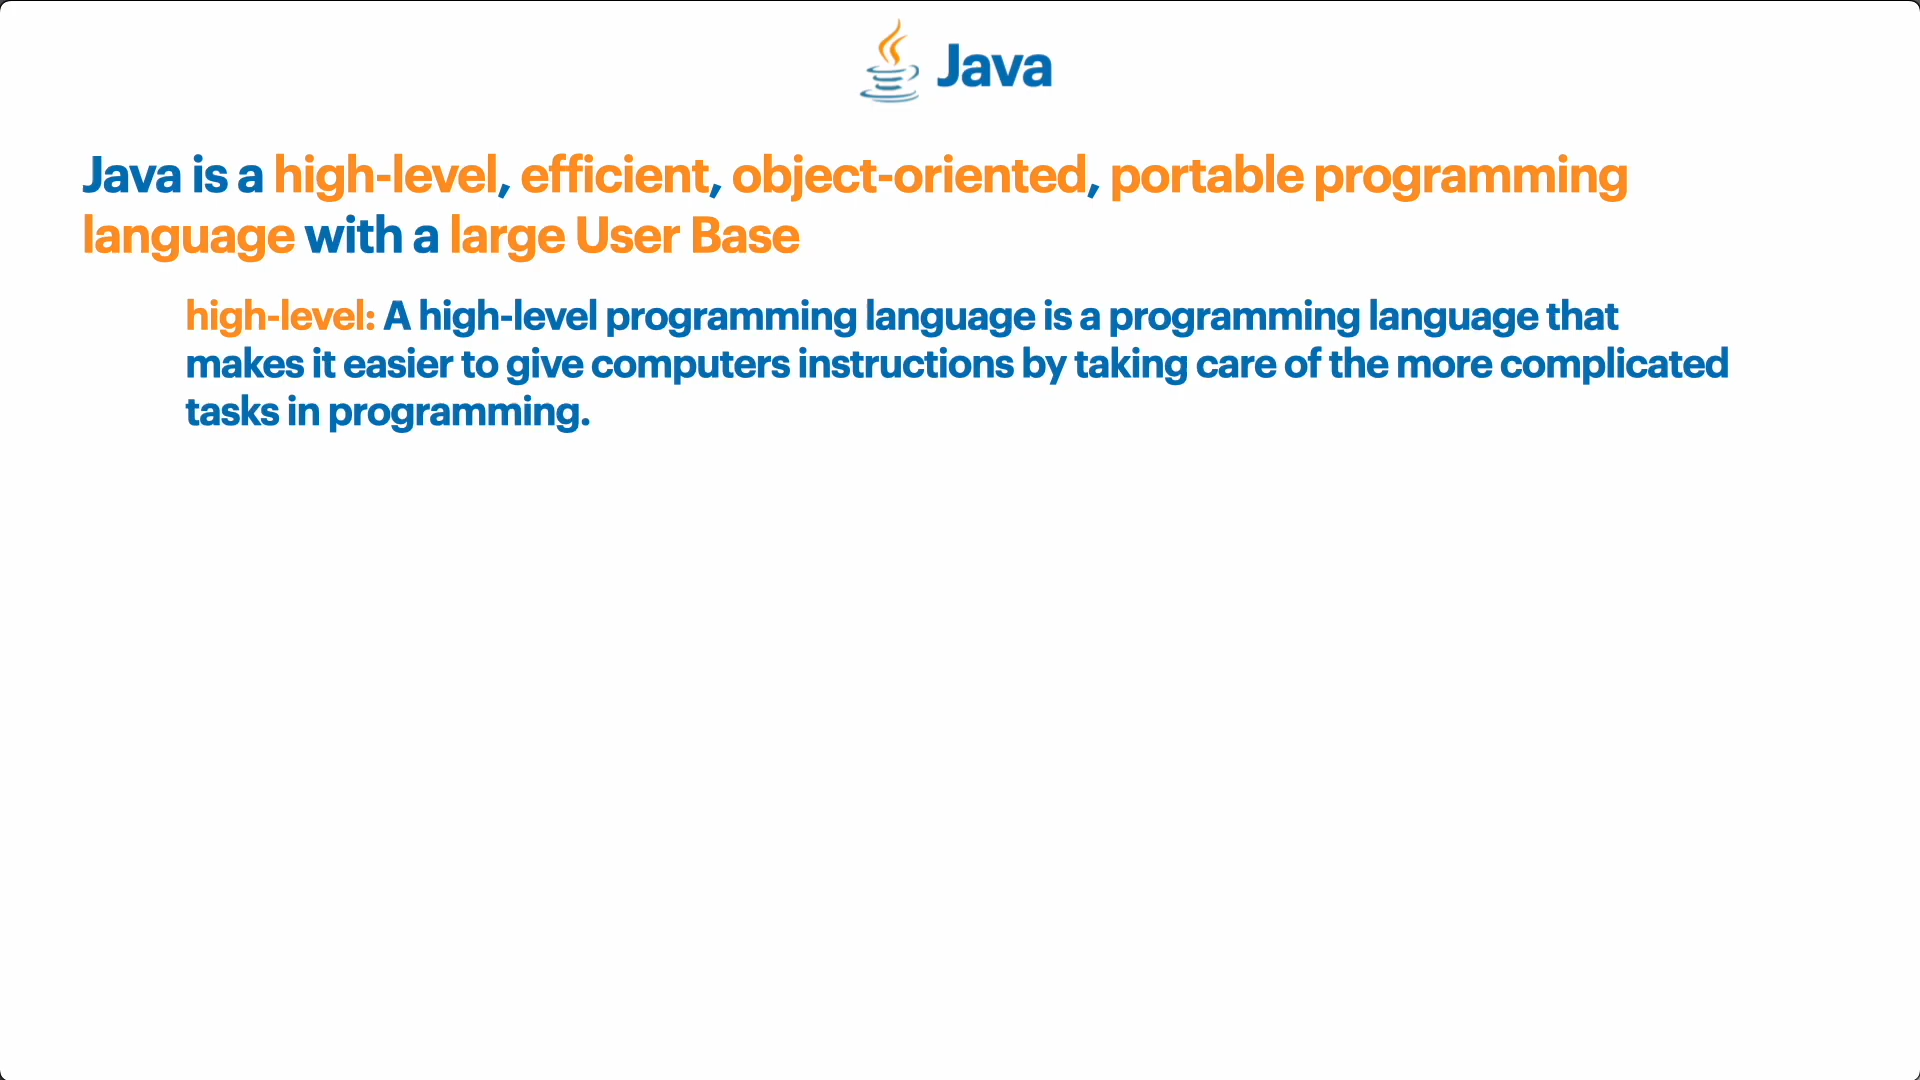 Java
Java is a high-level, efficient, object-oriented, portable programming
language with a large User Base
high-level: A high-level programming language is a programming language that
makes it easier to give computers instructions by taking care of the more complicated
tasks in programming.